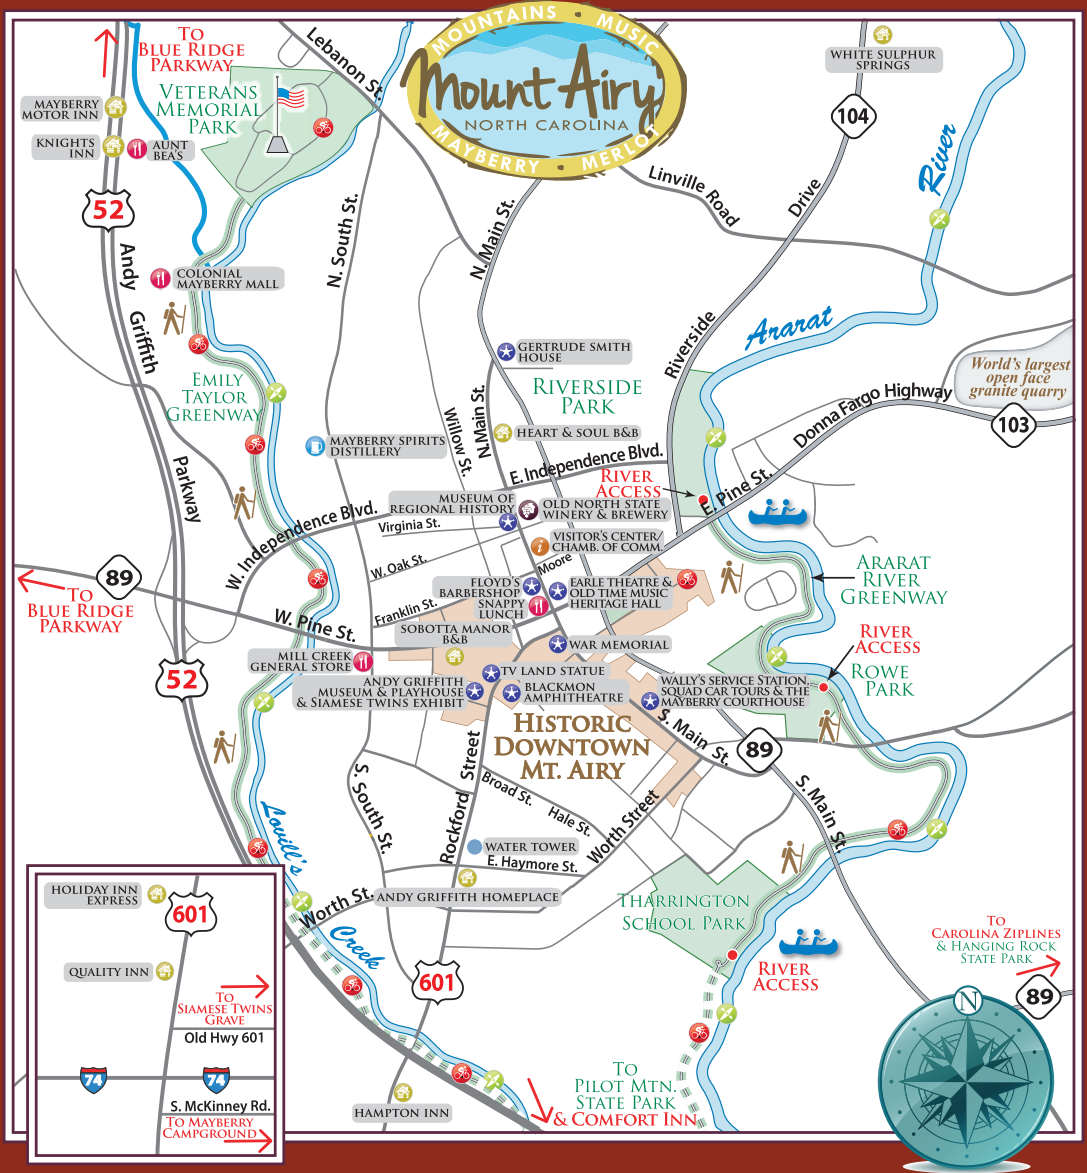 MOUNTAINS • MUSIC
Mount Airy
NORTH CAROLINA
MAYBERRY • MERLOT
TO
BLUE RIDGE
PARKWAY
Lebanon St.
VETERANS
MEMORIAL
PARK
MAYBERRY
MOTOR INN
KNIGHTS
INN
AUNT
BEA'S
52
Andy
Griffith
Parkway
COLONIAL
MAYBERRY MALL
N. South St.
N. Main St.
Linville Road
WHITE SULPHUR
SPRINGS
104
Riverside
Drive
Ararat
River
EMILY
TAYLOR
GREENWAY
GERTRUDE SMITH
HOUSE
RIVERSIDE
PARK
World's largest
open face
granite quarry
Donna Fargo Highway
103
Willow St.
N.Main St.
HEART & SOUL B&B
MAYBERRY SPIRITS
DISTILLERY
E. Independence Blvd.
RIVER
ACCESS
E. Pine St.
MUSEUM OF
REGIONAL HISTORY
OLD NORTH STATE
WINERY & BREWERY
W. Independence Blvd.
Virginia St.
VISITOR'S CENTER/
CHAMB. OF COMM.
Moore
W. Oak St.
89
TO
BLUE RIDGE
PARKWAY
FLOYD'S
BARBERSHOP
SNAPPY
LUNCH
EARLE THEATRE &
OLD TIME MUSIC
HERITAGE HALL
ARARAT
RIVER
GREENWAY
Franklin St.
W. Pine St.
SOBOTTA MANOR
B&B
WAR MEMORIAL
RIVER
ACCESS
ROWE
PARK
MILL CREEK
GENERAL STORE
52
TV LAND STATUE
ANDY GRIFFITH
MUSEUM & PLAYHOUSE
& SIAMESE TWINS EXHIBIT
BLACKMON
AMPHITHEATRE
WALLY'S SERVICE STATION,
SQUAD CAR TOURS & THE
MAYBERRY COURTHOUSE
HISTORIC
DOWNTOWN
MT. AIRY
S. Main St.
89
S. South St.
Rockford Street
Broad St.
Hale St.
Worth Street
S. Main St.
Lovill's
Creek
WATER TOWER
E. Haymore St.
ANDY GRIFFITH HOMEPLACE
Worth St.
THARRINGTON
SCHOOL PARK
RIVER
ACCESS
601
TO
CAROLINA ZIPLINES
& HANGING ROCK
STATE PARK
89
N
HOLIDAY INN
EXPRESS
601
QUALITY INN
TO
SIAMESE TWINS
GRAVE
Old Hwy 601
74
74
S. McKinney Rd.
TO MAYBERRY
CAMPGROUND
HAMPTON INN
TO
PILOT MTN.
STATE PARK
& COMFORT INN